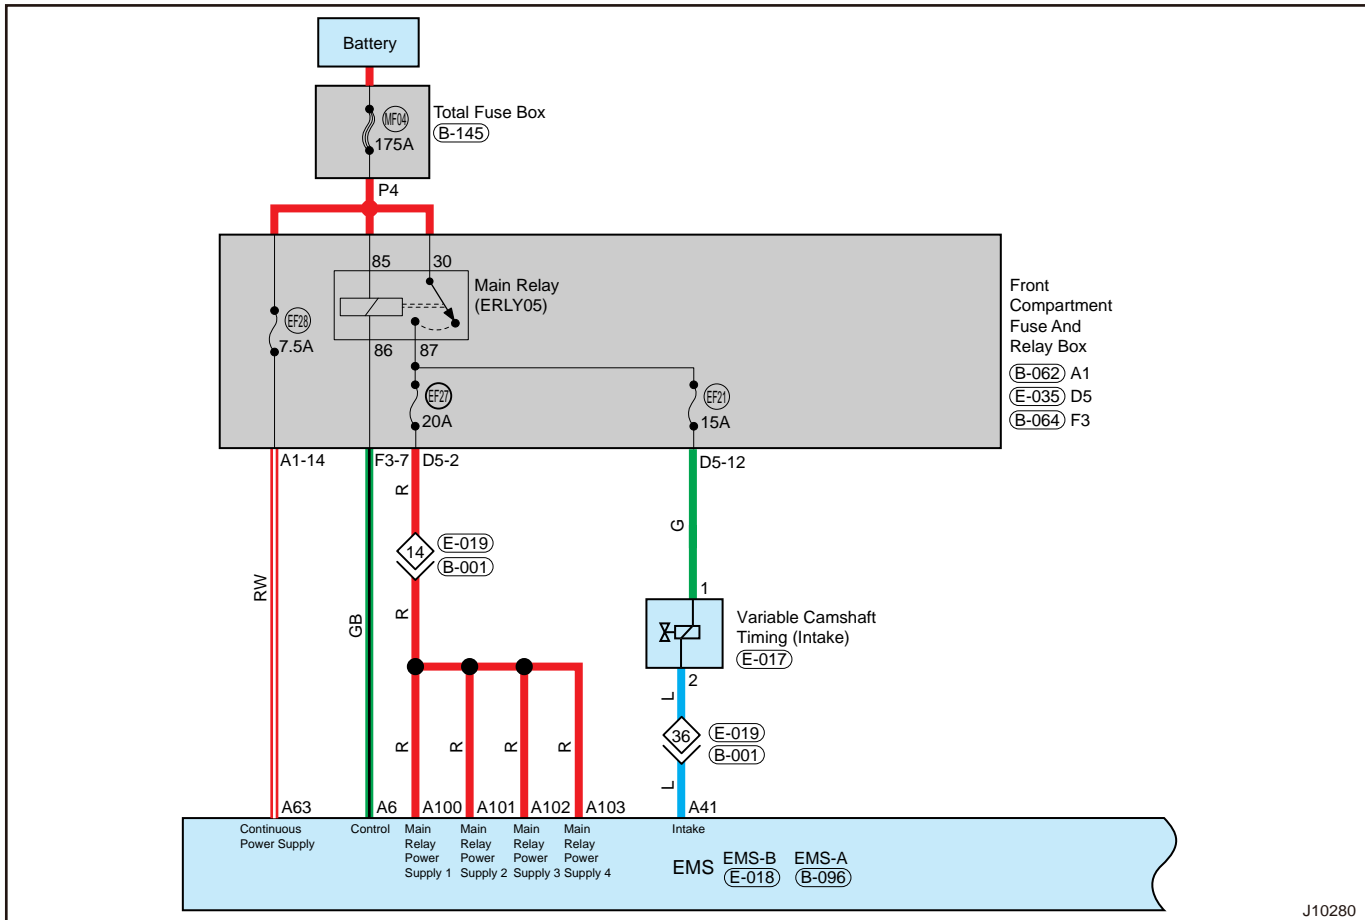 Battery
MF04
175A
Total Fuse Box
B-145
P4
85
30
Main Relay
(ERLY05)
EF28
7.5A
86
87
EF27
20A
EF21
15A
Front
Compartment
Fuse And
Relay Box
B-062 A1
E-035 D5
B-064 F3
A1-14
F3-7
D5-2
D5-12
R
G
14
E-019
B-001
RW
GB
R
1
Variable Camshaft
Timing (Intake)
E-017
2
L
36
E-019
B-001
R
R
R
R
L
A63
A6
A100
A101
A102
A103
A41
Continuous
Power Supply
Control
Main
Relay
Power
Supply 1
Main
Relay
Power
Supply 2
Main
Relay
Power
Supply 3
Main
Relay
Power
Supply 4
Intake
EMS
EMS-B
E-018
EMS-A
B-096
J10280